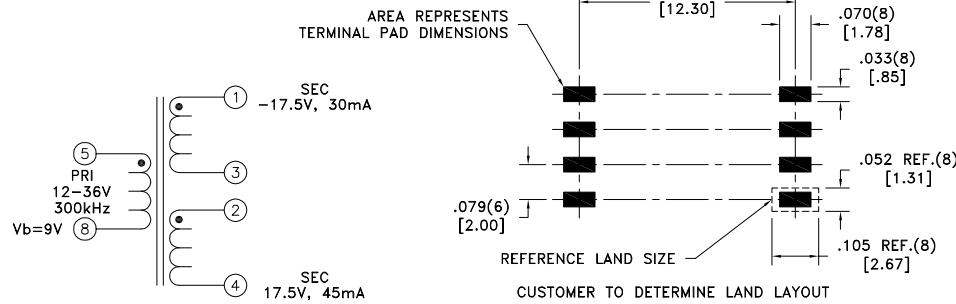 AREA REPRESENTS
TERMINAL PAD DIMENSIONS
[12.30]
.070(8)
[1.78]
.033(8)
[.85]
1
SEC
-17.5V, 30mA
5
PRI
12-36V
300kHz
Vb=9V
8
3
2
4
SEC
17.5V, 45mA
.052 REF.(8)
[1.31]
.079(6)
[2.00]
REFERENCE LAND SIZE
.105 REF.(8)
[2.67]
CUSTOMER TO DETERMINE LAND LAYOUT